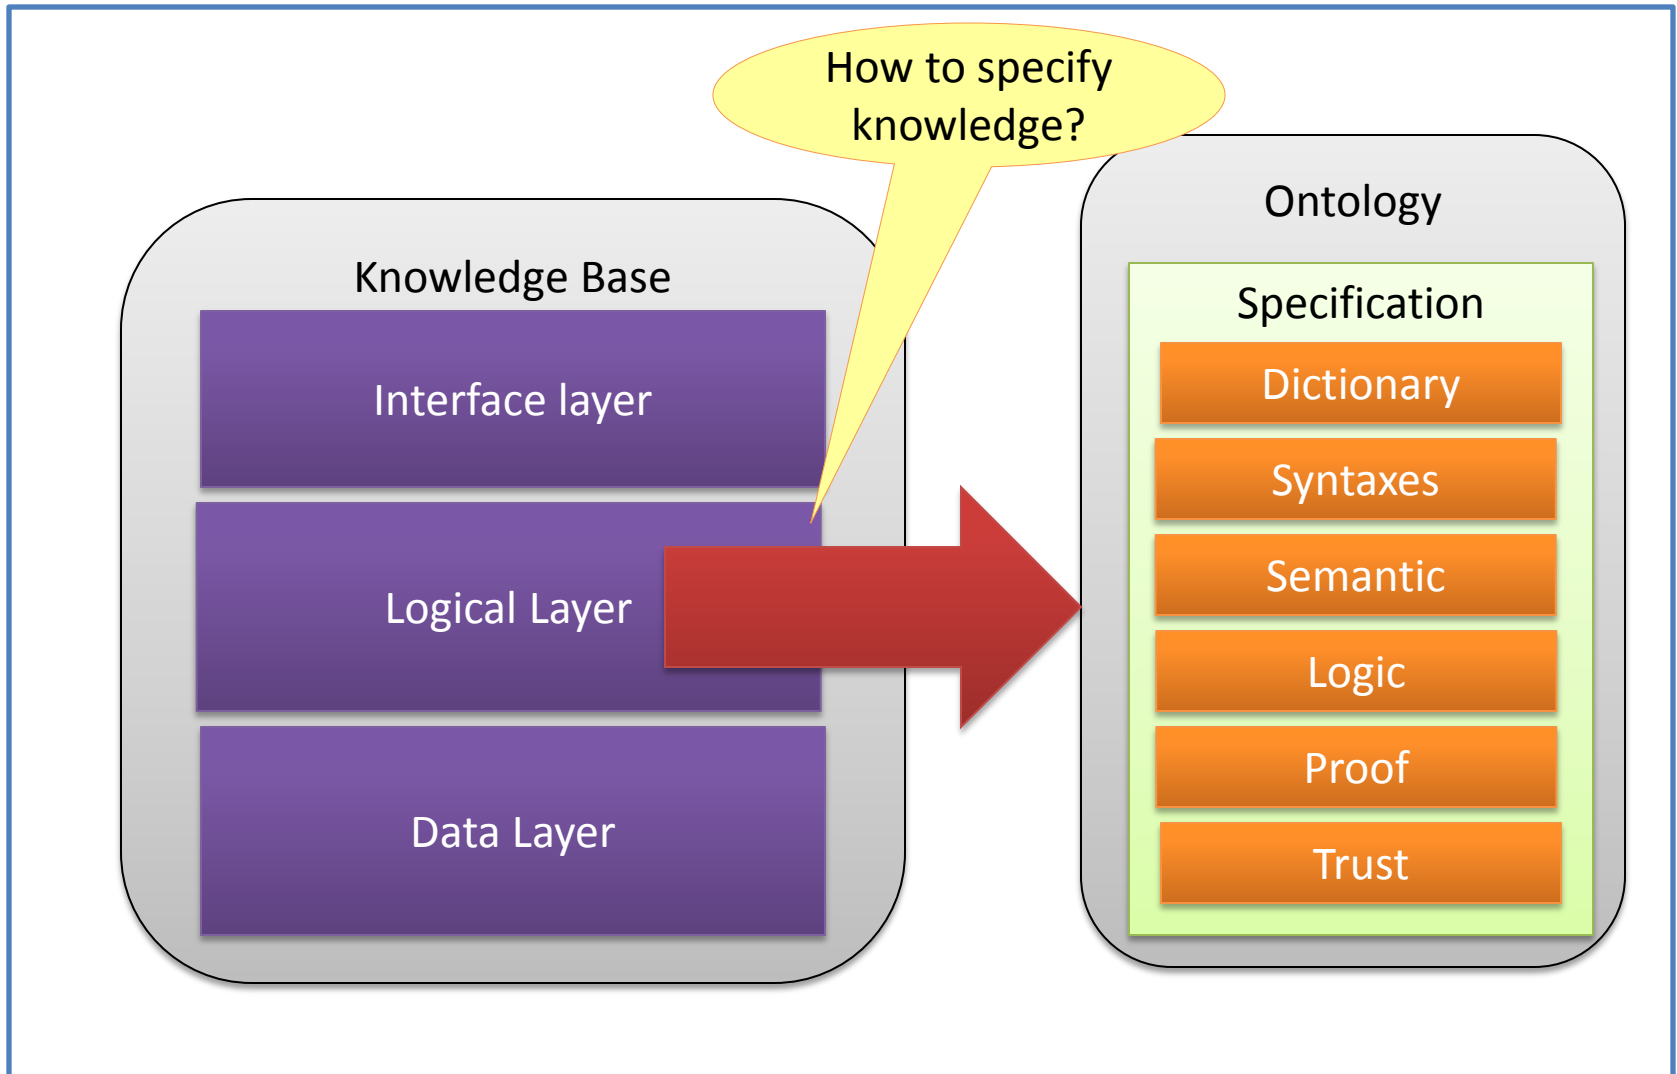 How to specify
knowledge?
Knowledge Base
Interface layer
Logical Layer
Data Layer
Ontology
Specification
Dictionary
Syntaxes
Semantic
Logic
Proof
Trust